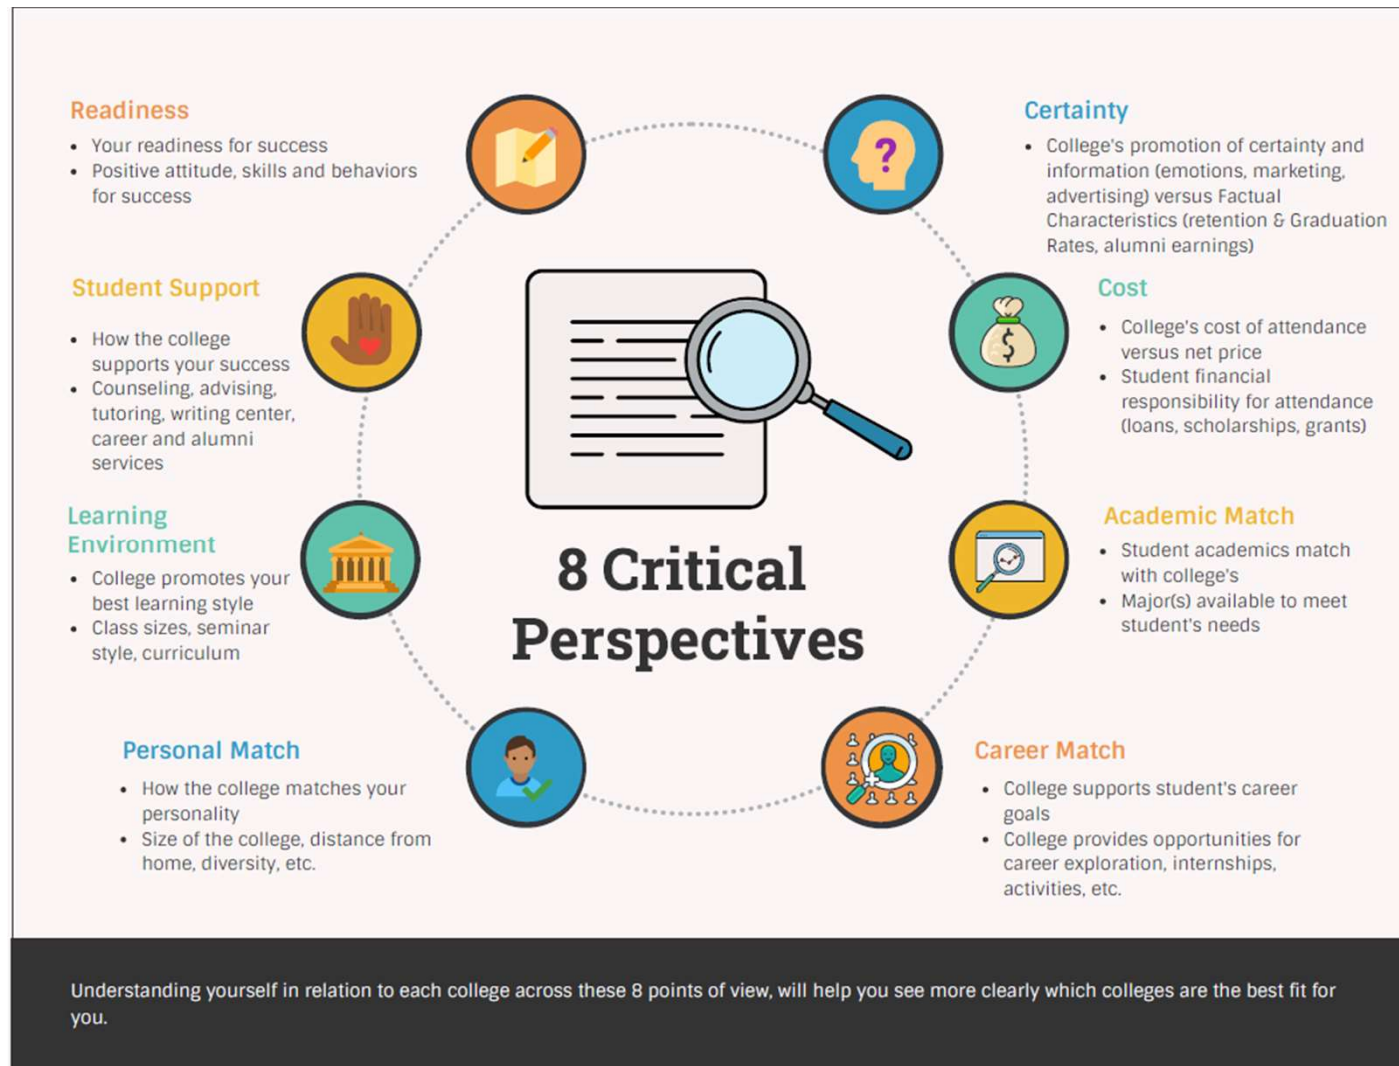 Readiness
• Your readiness for success
• Positive attitude, skills and behaviors
for success
Student Support
• How the college
supports your success
• Counseling, advising,
tutoring, writing center,
career and alumni
services
Learning
Environment
• College promotes your
best learning style
• Class sizes, seminar
style, curriculum
Personal Match
• How the college matches your
personality
• Size of the college, distance from
home, diversity, etc.
?
$
8 Critical
Perspectives
Certainty
• College's promotion of certainty and
information (emotions, marketing,
advertising) versus Factual
Characteristics (retention & Graduation
Rates, alumni earnings)
Cost
• College's cost of attendance
versus net price
• Student financial
responsibility for attendance
(loans, scholarships, grants)
Academic Match
• Student academics match
with college's
• Major(s) available to meet
student's needs
Career Match
• College supports student's career
goals
• College provides opportunities for
career exploration, internships,
activities, etc.
Understanding yourself in relation to each college across these 8 points of view, will help you see more clearly which colleges are the best fit for
you.